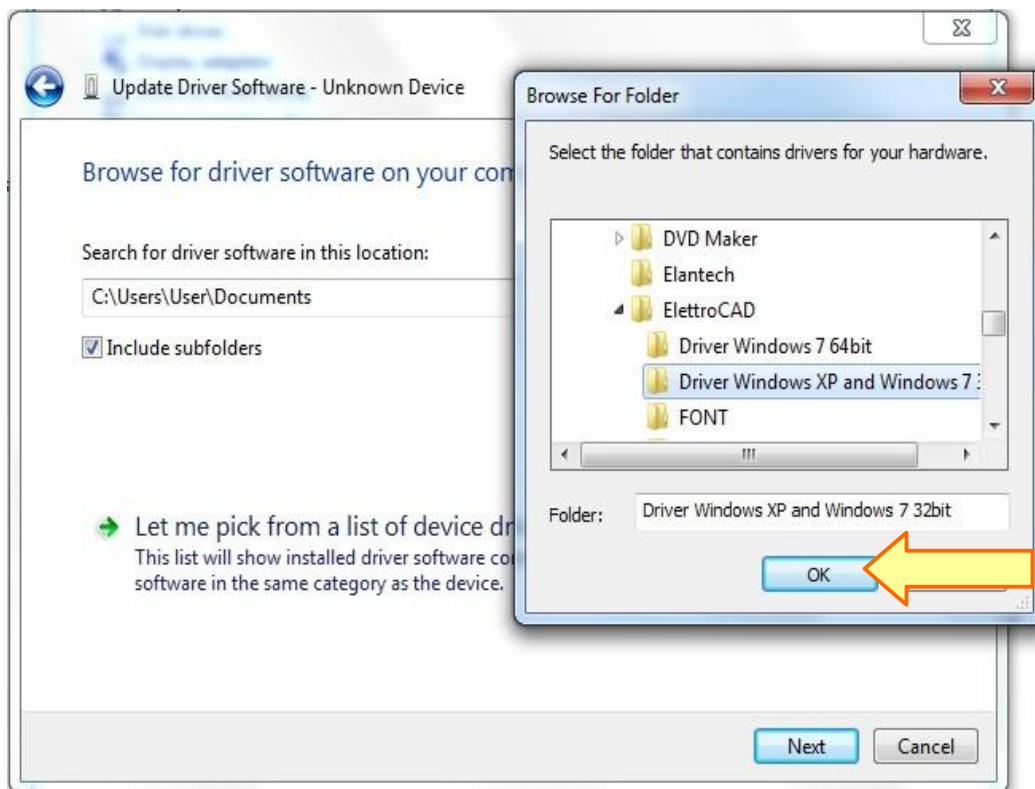 Update Driver Software - Unknown Device
Browse for driver software on your com
Search for driver software in this location:
C:\Users\User\Documents
Include subfolders
Let me pick from a list of device dr
This list will show installed driver software co
software in the same category as the device.
Next
Cancel
Browse For Folder
Select the folder that contains drivers for your hardware.
DVD Maker
Elantech
ElettroCAD
Driver Windows 7 64bit
Driver Windows XP and Windows 7 3
FONT
Folder:
Driver Windows XP and Windows 7 32bit
OK